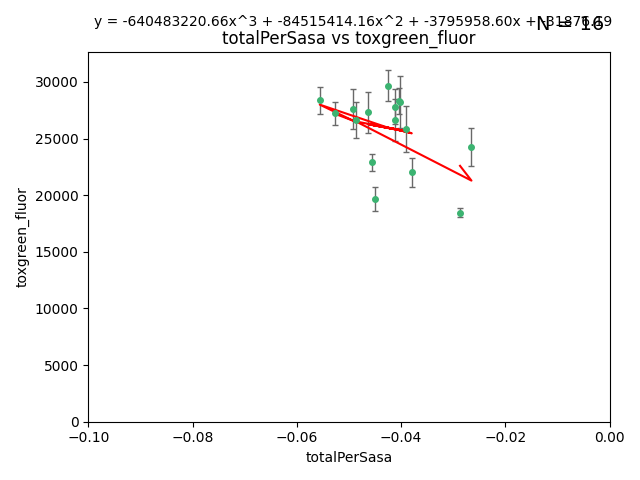 y = -640483220.66x^3 + -84515414.16x^2 + -3795958.60x +
N = 16
totalPerSasa vs toxgreen_fluor
toxgreen_fluor
30000
25000
20000
15000
10000
5000
0
−0.10
−0.08
−0.06
−0.04
−0.02
0.00
totalPerSasa